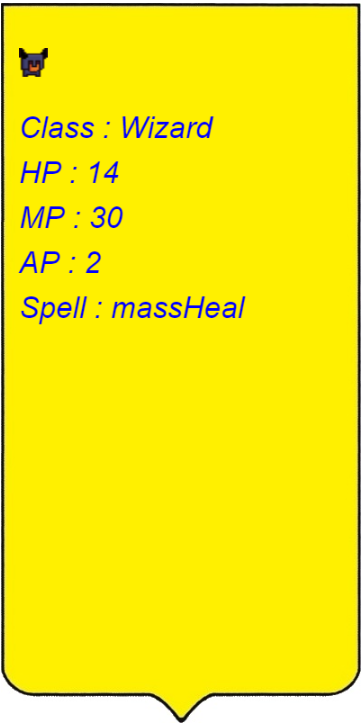 Class : Wizard
HP : 14
MP : 30
AP : 2
Spell : massHeal